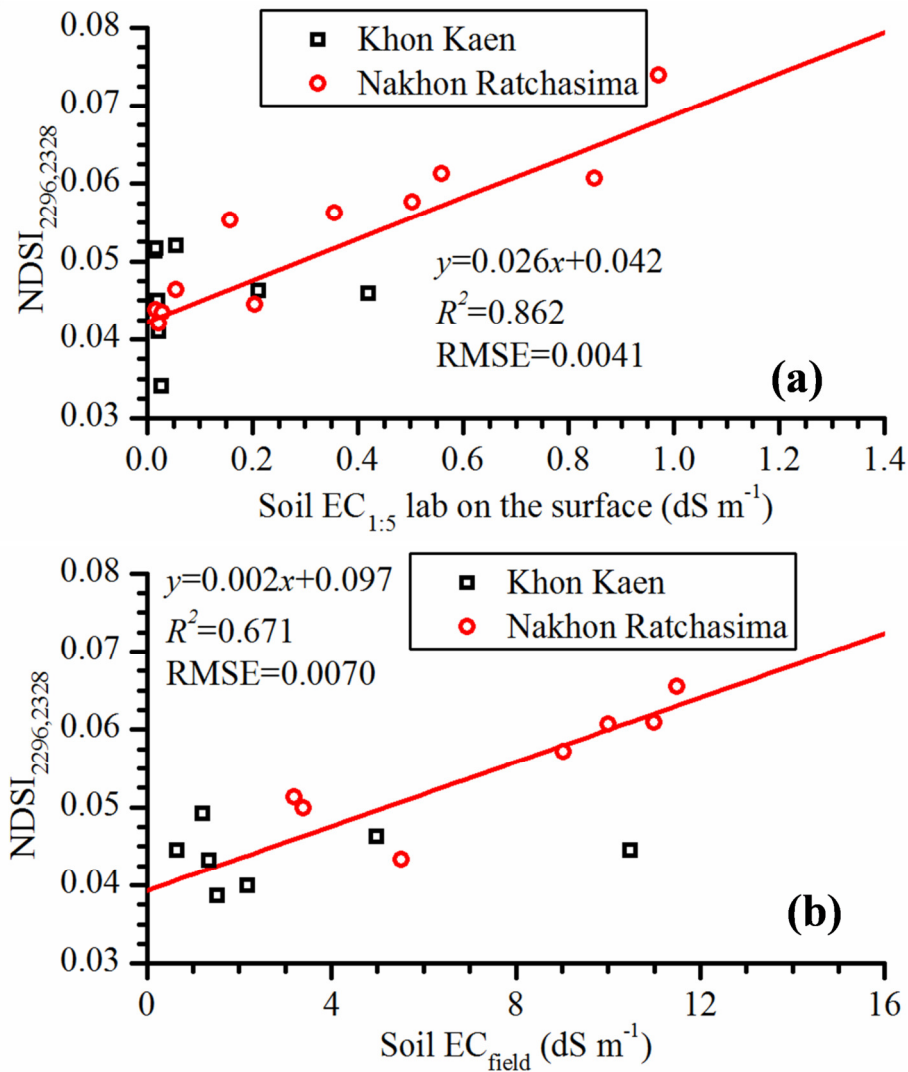 0.08
0.07
0.06
0.05
0.04
0.03
NDSI2296,2328
Khon Kaen
Nakhon Ratchasima
y=0.026x+0.042
R²=0.862
RMSE=0.0041
(a)
0.0 0.2 0.4 0.6 0.8 1.0 1.2 1.4
Soil EC1:5 lab on the surface (dS m⁻¹)
0.08
0.07
0.06
0.05
0.04
0.03
NDSI2296,2328
y=0.002x+0.097
R²=0.671
RMSE=0.0070
Khon Kaen
Nakhon Ratchasima
(b)
0 4 8 12 16
Soil ECfield (dS m⁻¹)